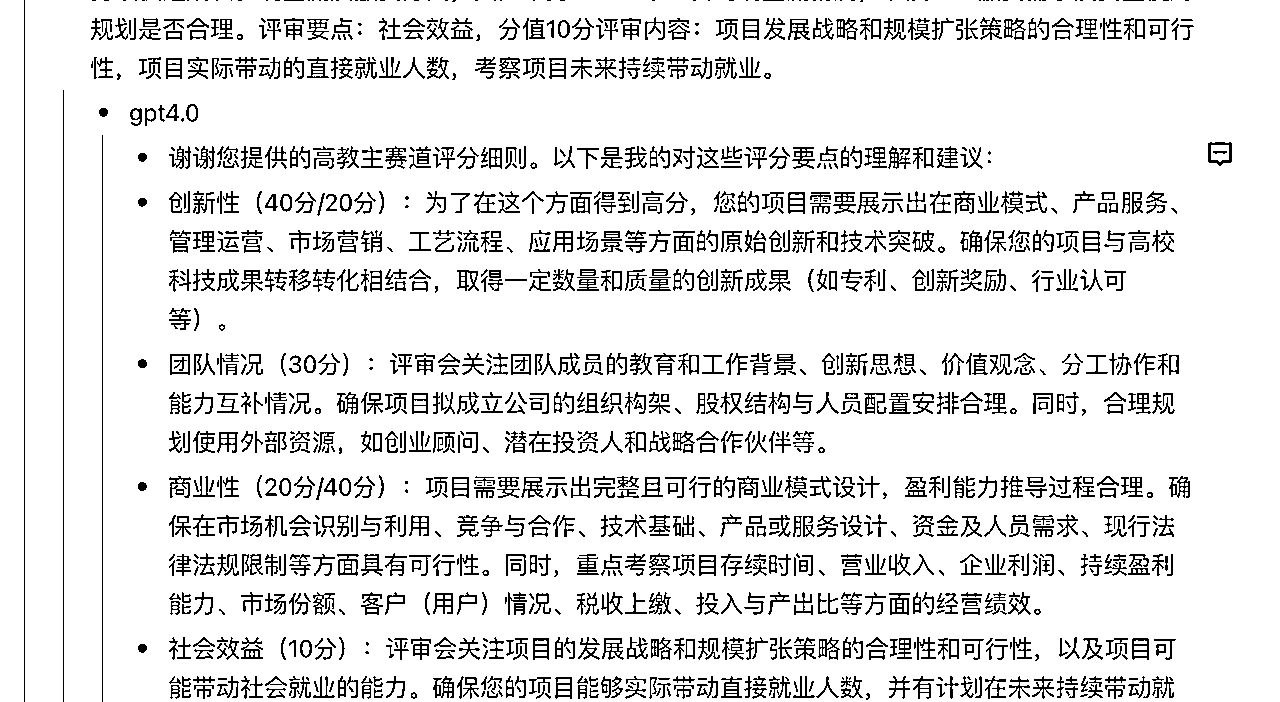 规划是否合理。评审要点：社会效益，分值10分评审内容：项目发展战略和规模扩张策略的合理性和可行
性，项目实际带动的直接就业人数，考察项目未来持续带动就业。
gpt4.0
谢谢您提供的高教主赛道评分细则。以下是我的对这些评分要点的理解和建议：
创新性（40分/20分）：为了在这个方面得到高分，您的项目需要展示出在商业模式、产品服务、
管理运营、市场营销、工艺流程、应用场景等方面的原始创新和技术突破。确保您的项目与高校
科技成果转移转化相结合，取得一定数量和质量的创新成果（如专利、创新奖励、行业认可
等）。
团队情况（30分）：评审会关注团队成员的教育和工作背景、创新思想、价值观念、分工协作和
能力互补情况。确保项目拟成立公司的组织构架、股权结构与人员配置安排合理。同时，合理规
划使用外部资源，如创业顾问、潜在投资人和战略合作伙伴等。
商业性（20分/40分）：项目需要展示出完整且可行的商业模式设计，盈利能力推导过程合理。确
保在市场机会识别与利用、竞争与合作、技术基础、产品或服务设计、资金及人员需求、现行法
律法规限制等方面具有可行性。同时，重点考察项目存续时间、营业收入、企业利润、持续盈利
能力、市场份额、客户（用户）情况、税收上缴、投入与产出比等方面的经营绩效。
社会效益（10分）：评审会关注项目的发展战略和规模扩张策略的合理性和可行性，以及项目可
能带动社会就业的能力。确保您的项目能够实际带动直接就业人数，并有计划在未来持续带动就